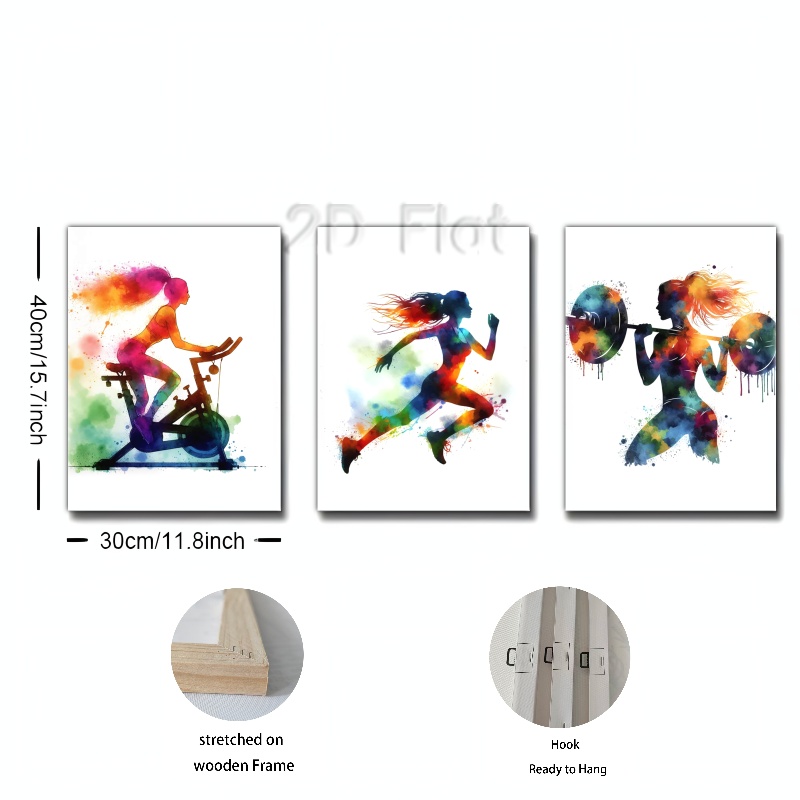 2D Flat
40cm/15.7inch
30cm/11.8inch
stretched on
wooden Frame
Hook
Ready to Hang